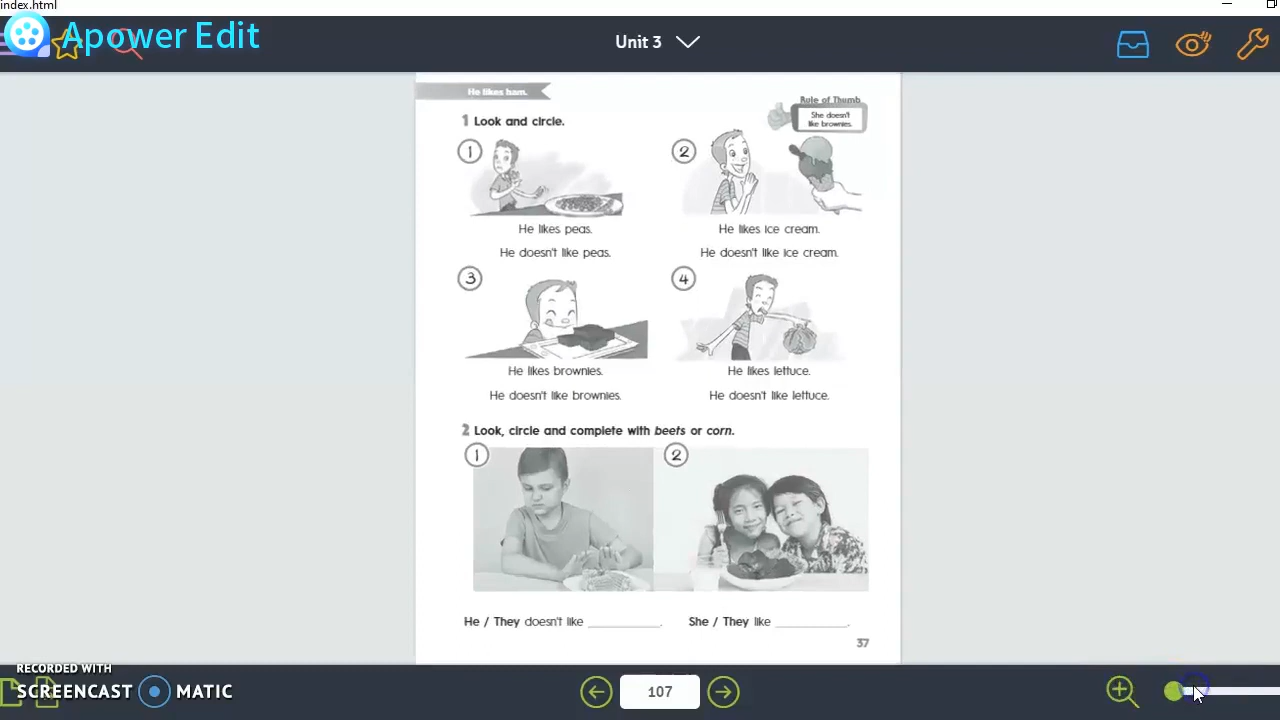 index.html
Apower Edit
Unit 3
He likes ham.
Rule of Thumb
She doesn't
like brownies.
1 Look and circle.
1
2
He likes peas.
He likes ice cream.
He doesn't like peas.
He doesn't like ice cream.
3
4
He likes brownies.
He likes lettuce.
He doesn't like brownies.
He doesn't like lettuce.
2 Look, circle and complete with beets or corn.
1
2
He / They doesn't like ___________.
She / They like ___________.
37
RECORDED WITH
SCREENCAST MATIC
107